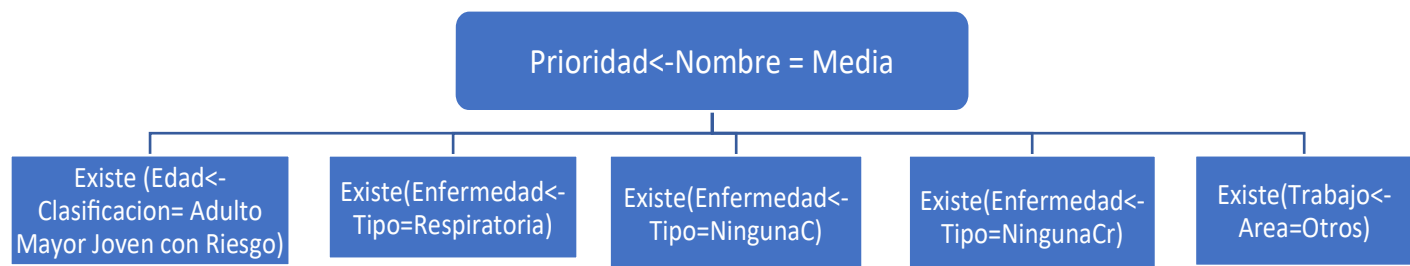 Prioridad<-Nombre = Media
Existe (Edad<-
Clasificacion= Adulto
Mayor Joven con Riesgo)
Existe(Enfermedad<-
Tipo=Respiratoria)
Existe(Enfermedad<-
Tipo=NingunaC)
Existe(Enfermedad<-
Tipo=NingunaCr)
Existe(Trabajo<-
Area=Otros)